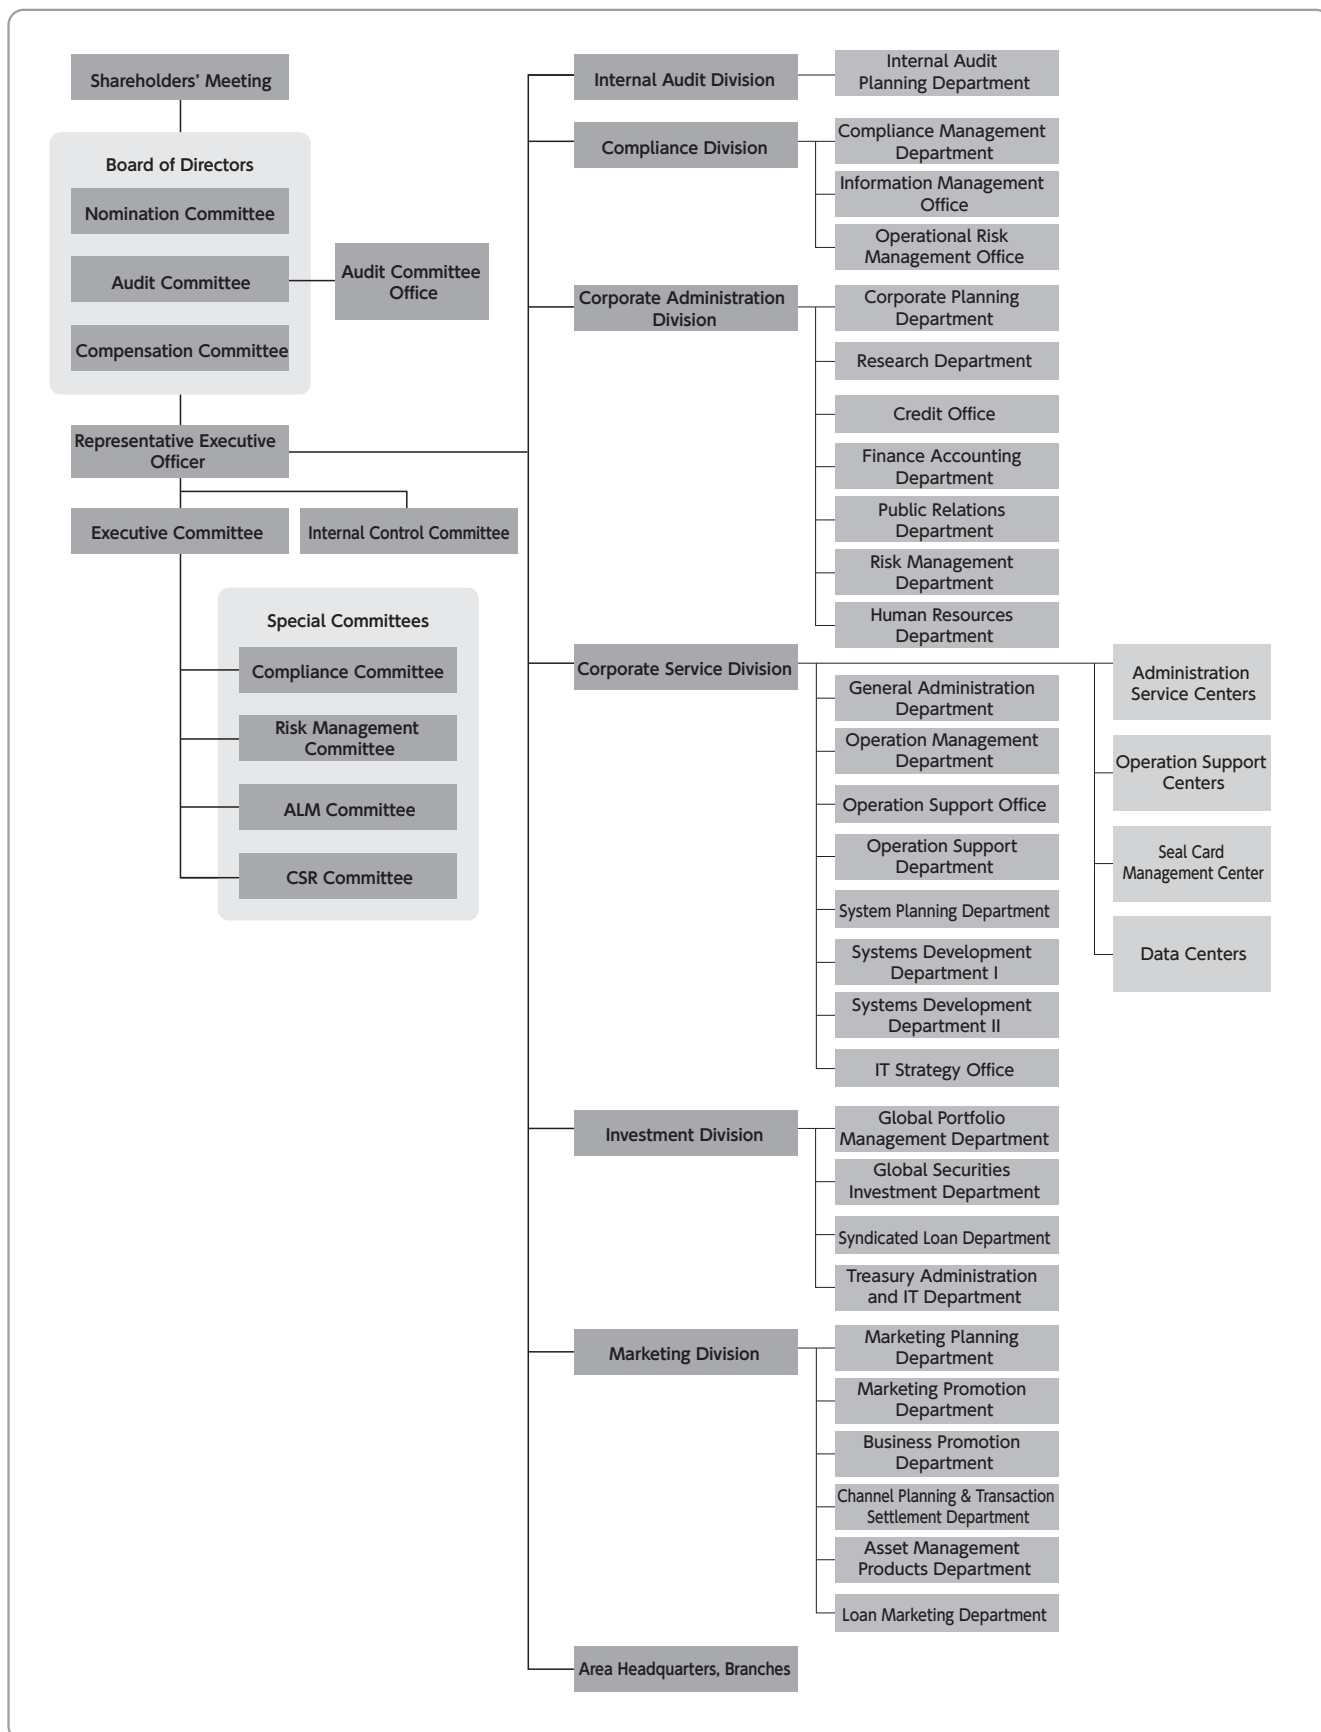 Shareholders’ Meeting
Board of Directors
Nomination Committee
Audit Committee
Compensation Committee
Audit Committee
Office
Representative Executive
Officer
Executive Committee
Internal Control Committee
Special Committees
Compliance Committee
Risk Management
Committee
ALM Committee
CSR Committee
Internal Audit Division
Internal Audit
Planning Department
Compliance Division
Compliance Management
Department
Information Management
Office
Operational Risk
Management Office
Corporate Administration
Division
Corporate Planning
Department
Research Department
Credit Office
Finance Accounting
Department
Public Relations
Department
Risk Management
Department
Human Resources
Department
Corporate Service Division
General Administration
Department
Operation Management
Department
Operation Support Office
Operation Support
Department
System Planning Department
Systems Development
Department I
Systems Development
Department II
IT Strategy Office
Administration
Service Centers
Operation Support
Centers
Seal Card
Management Center
Data Centers
Investment Division
Global Portfolio
Management Department
Global Securities
Investment Department
Syndicated Loan Department
Treasury Administration
and IT Department
Marketing Division
Marketing Planning
Department
Marketing Promotion
Department
Business Promotion
Department
Channel Planning & Transaction
Settlement Department
Asset Management
Products Department
Loan Marketing Department
Area Headquarters, Branches